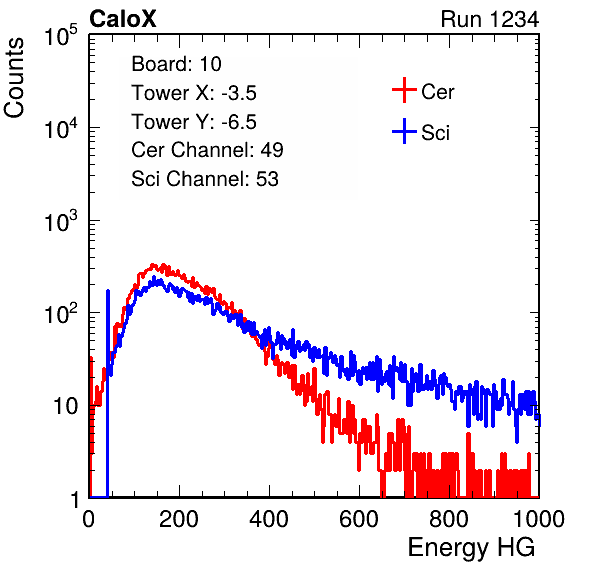 CaloX Run 1234
Counts
10^5
10^4
10^3
10^2
10
1
Board: 10
Tower X: -3.5
Tower Y: -6.5
Cer Channel: 49
Sci Channel: 53
Cer
Sci
0 200 400 600 800 1000
Energy HG